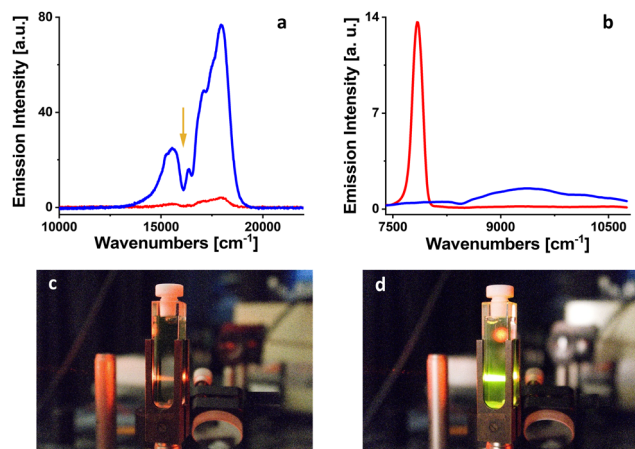 80
40
0
Emission Intensity [a.u.]
a
10000 15000 20000
Wavenumbers [cm⁻¹]
14
7
0
Emission Intensity [a. u.]
b
7500 9000 10500
Wavenumbers [cm⁻¹]
c
d